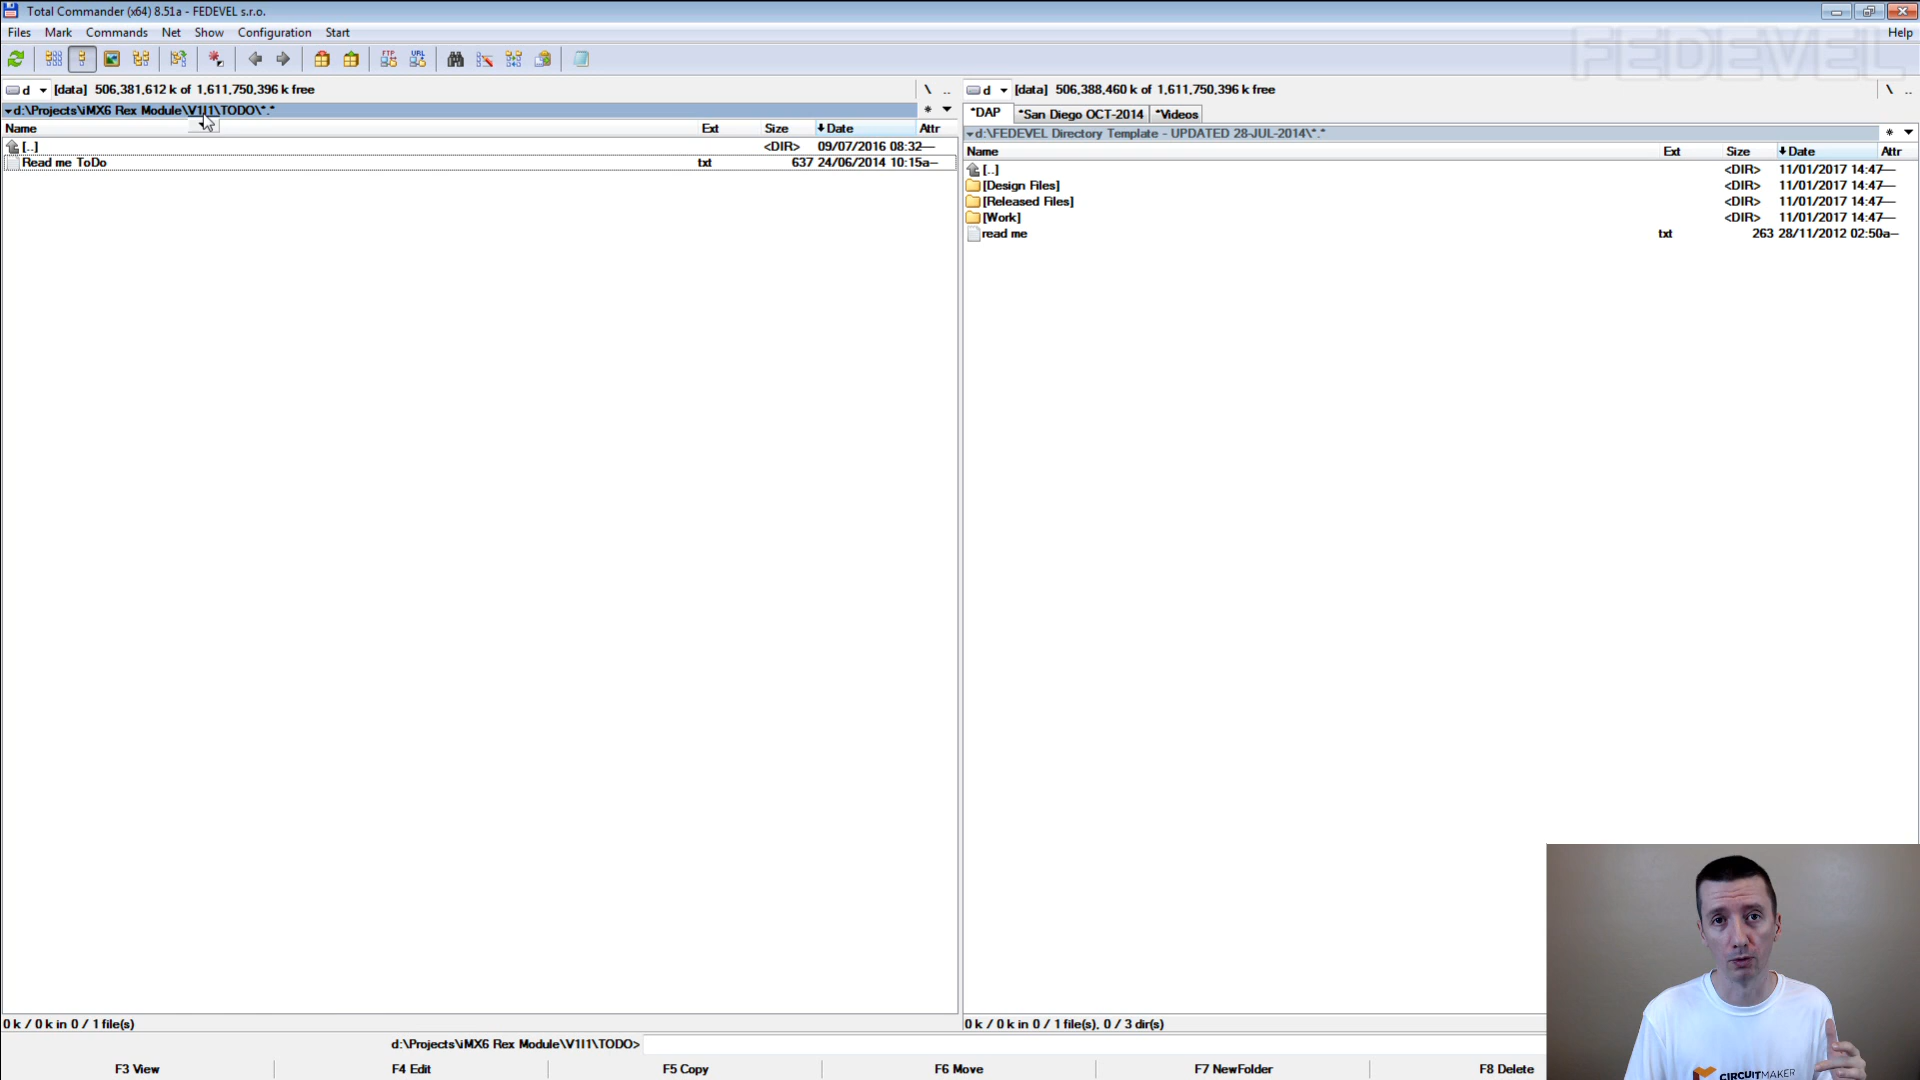 Total Commander (x64) 8.51a - FEDEVEL s.r.o.
Files Mark Commands Net Show Configuration Start Help
FEDEVEL
FTP URL
d [data] 506,381,612 k of 1,611,750,396 k free \ ..
d:\Projects\iMX6 Rex Module\V1I1\TODO\*.* *
Name Ext Size Date Attr
[..] <DIR> 09/07/2016 08:32—
Read me ToDo txt 637 24/06/2014 10:15a–
0 k / 0 k in 0 / 1 file(s)
d [data] 506,388,460 k of 1,611,750,396 k free \ ..
*DAP *San Diego OCT-2014 *Videos
d:\FEDEVEL Directory Template - UPDATED 28-JUL-2014\*.* *
Name Ext Size Date Attr
[..] <DIR> 11/01/2017 14:47—
[Design Files] <DIR> 11/01/2017 14:47—
[Released Files] <DIR> 11/01/2017 14:47—
[Work] <DIR> 11/01/2017 14:47—
read me txt 263 28/11/2012 02:50a–
0 k / 0 k in 0 / 1 file(s), 0 / 3 dir(s)
d:\Projects\iMX6 Rex Module\V1I1\TODO>
F3 View F4 Edit F5 Copy F6 Move F7 NewFolder F8 Delete
CIRCUITMAKER